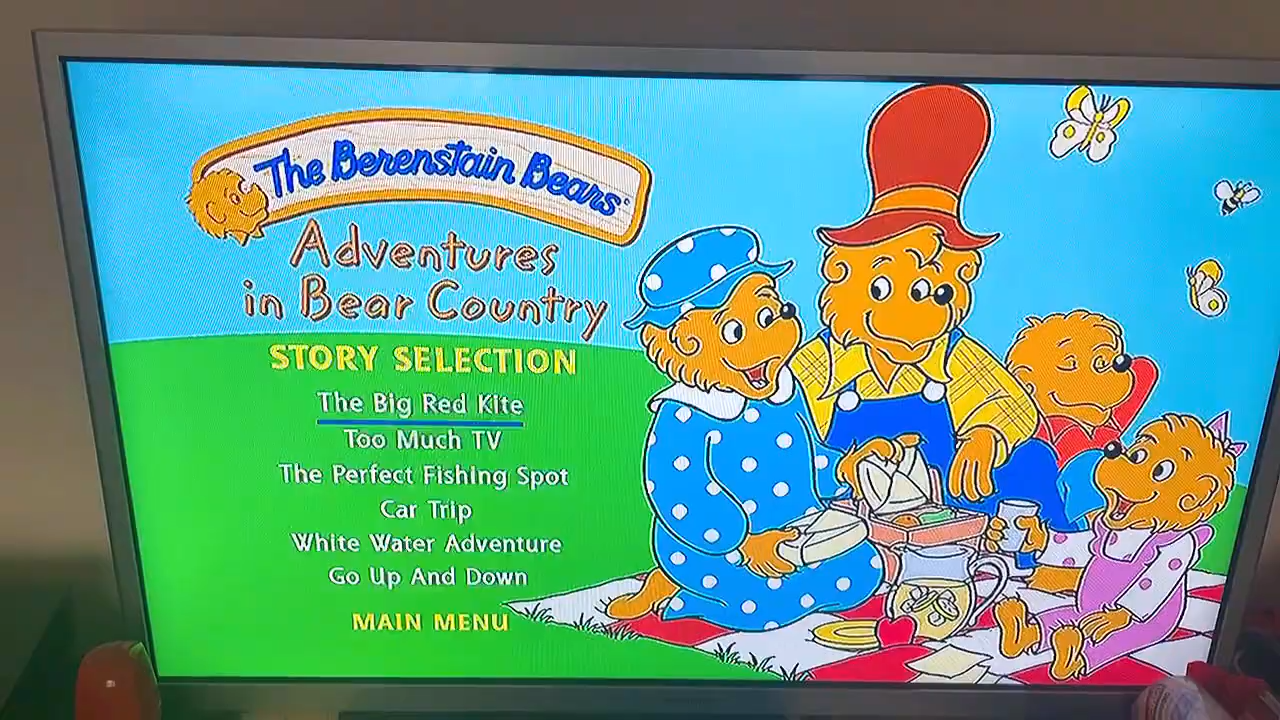 The Berenstain Bears
Adventures
in Bear Country
STORY SELECTION
The Big Red Kite
Too Much TV
The Perfect Fishing Spot
Car Trip
White Water Adventure
Go Up And Down
MAIN MENU